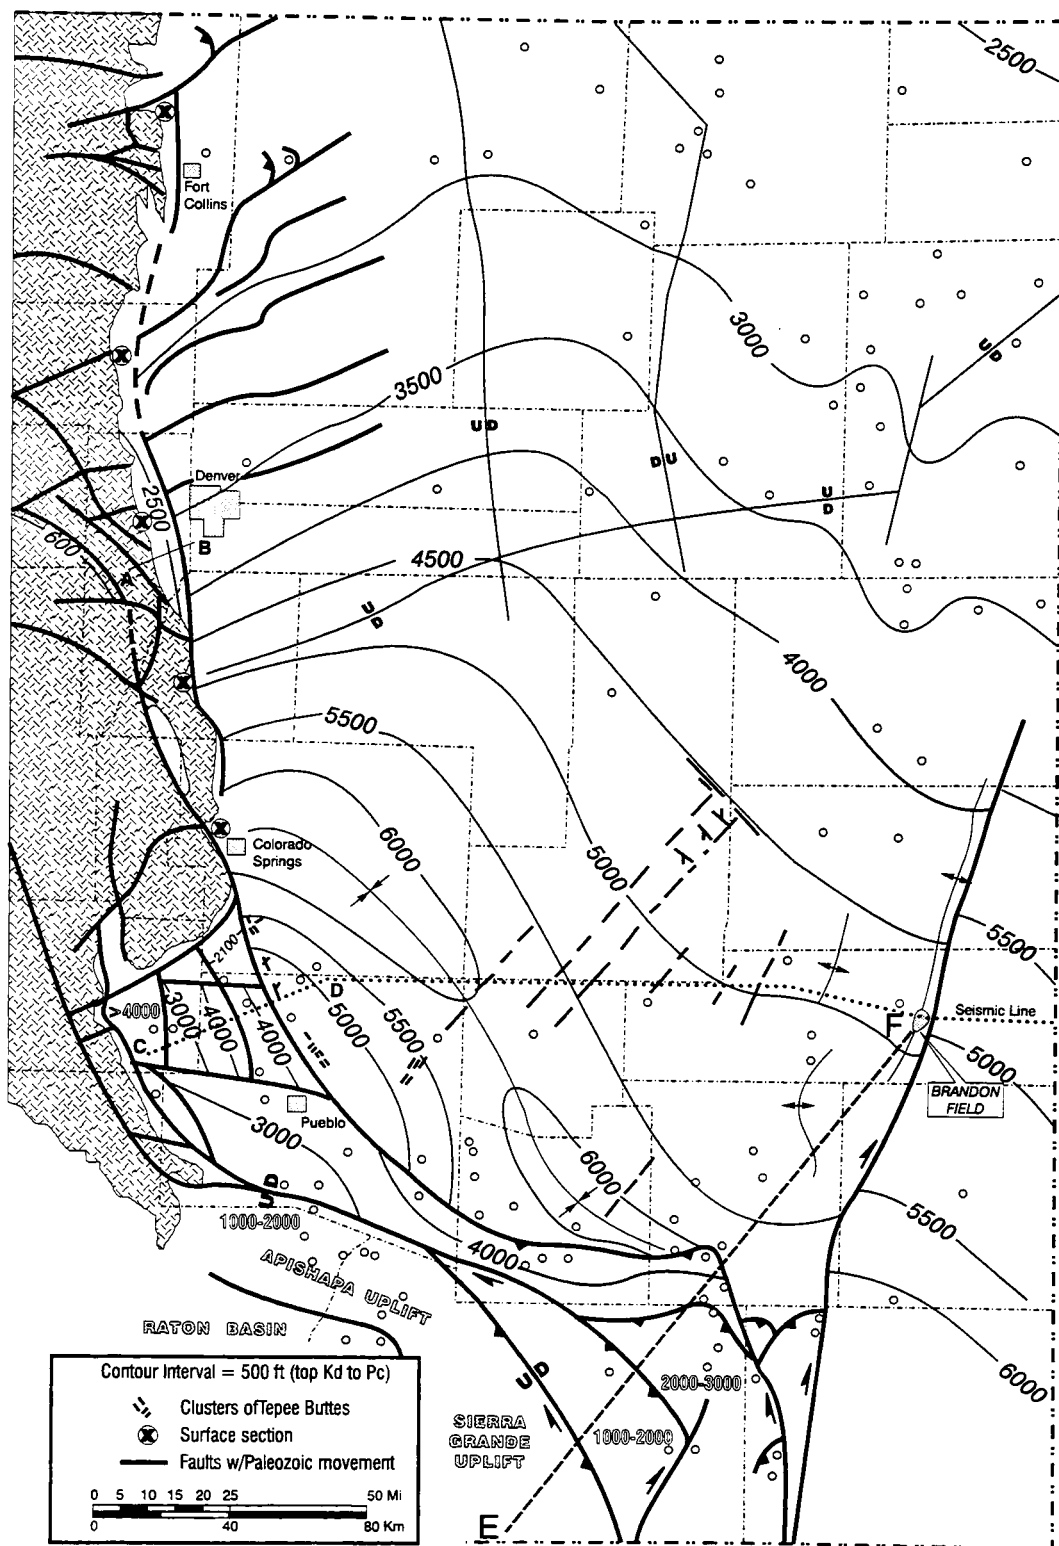 2500
Fort
Collins
3000
3500
U D
U
D
D U
Denver
2500
U
D
600
B
A
4500
U
D
4000
5500
Colorado
Springs
6000
5000
5500
2100
D
>4000
3000
4000
4000
5000
5500
C
F
Seismic Line
5000
BRANDON
FIELD
Pueblo
3000
6000
D
U
1000-2000
5500
4000
APISHAPA UPLIFT
RATON BASIN
6000
D
U
2000-3000
SIERRA
GRANDE
UPLIFT
1000-2000
E
Contour Interval = 500 ft (top Kd to Pc)
Clusters of Tepee Buttes
Surface section
Faults w/Paleozoic movement
0 5 10 15 20 25 50 Mi
0 40 80 Km